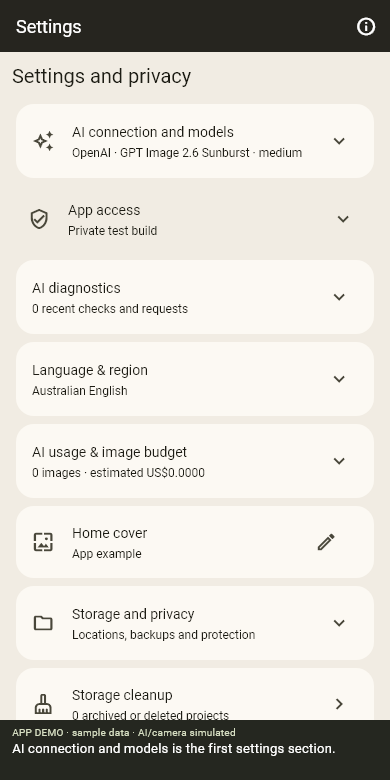 Settings
Settings and privacy
AI connection and models
OpenAI · GPT Image 2.6 Sunburst · medium
App access
Private test build
AI diagnostics
0 recent checks and requests
Language & region
Australian English
AI usage & image budget
0 images · estimated US$0.0000
Home cover
App example
Storage and privacy
Locations, backups and protection
Storage cleanup
0 archived or deleted projects
APP DEMO · sample data · AI/camera simulated
AI connection and models is the first settings section.